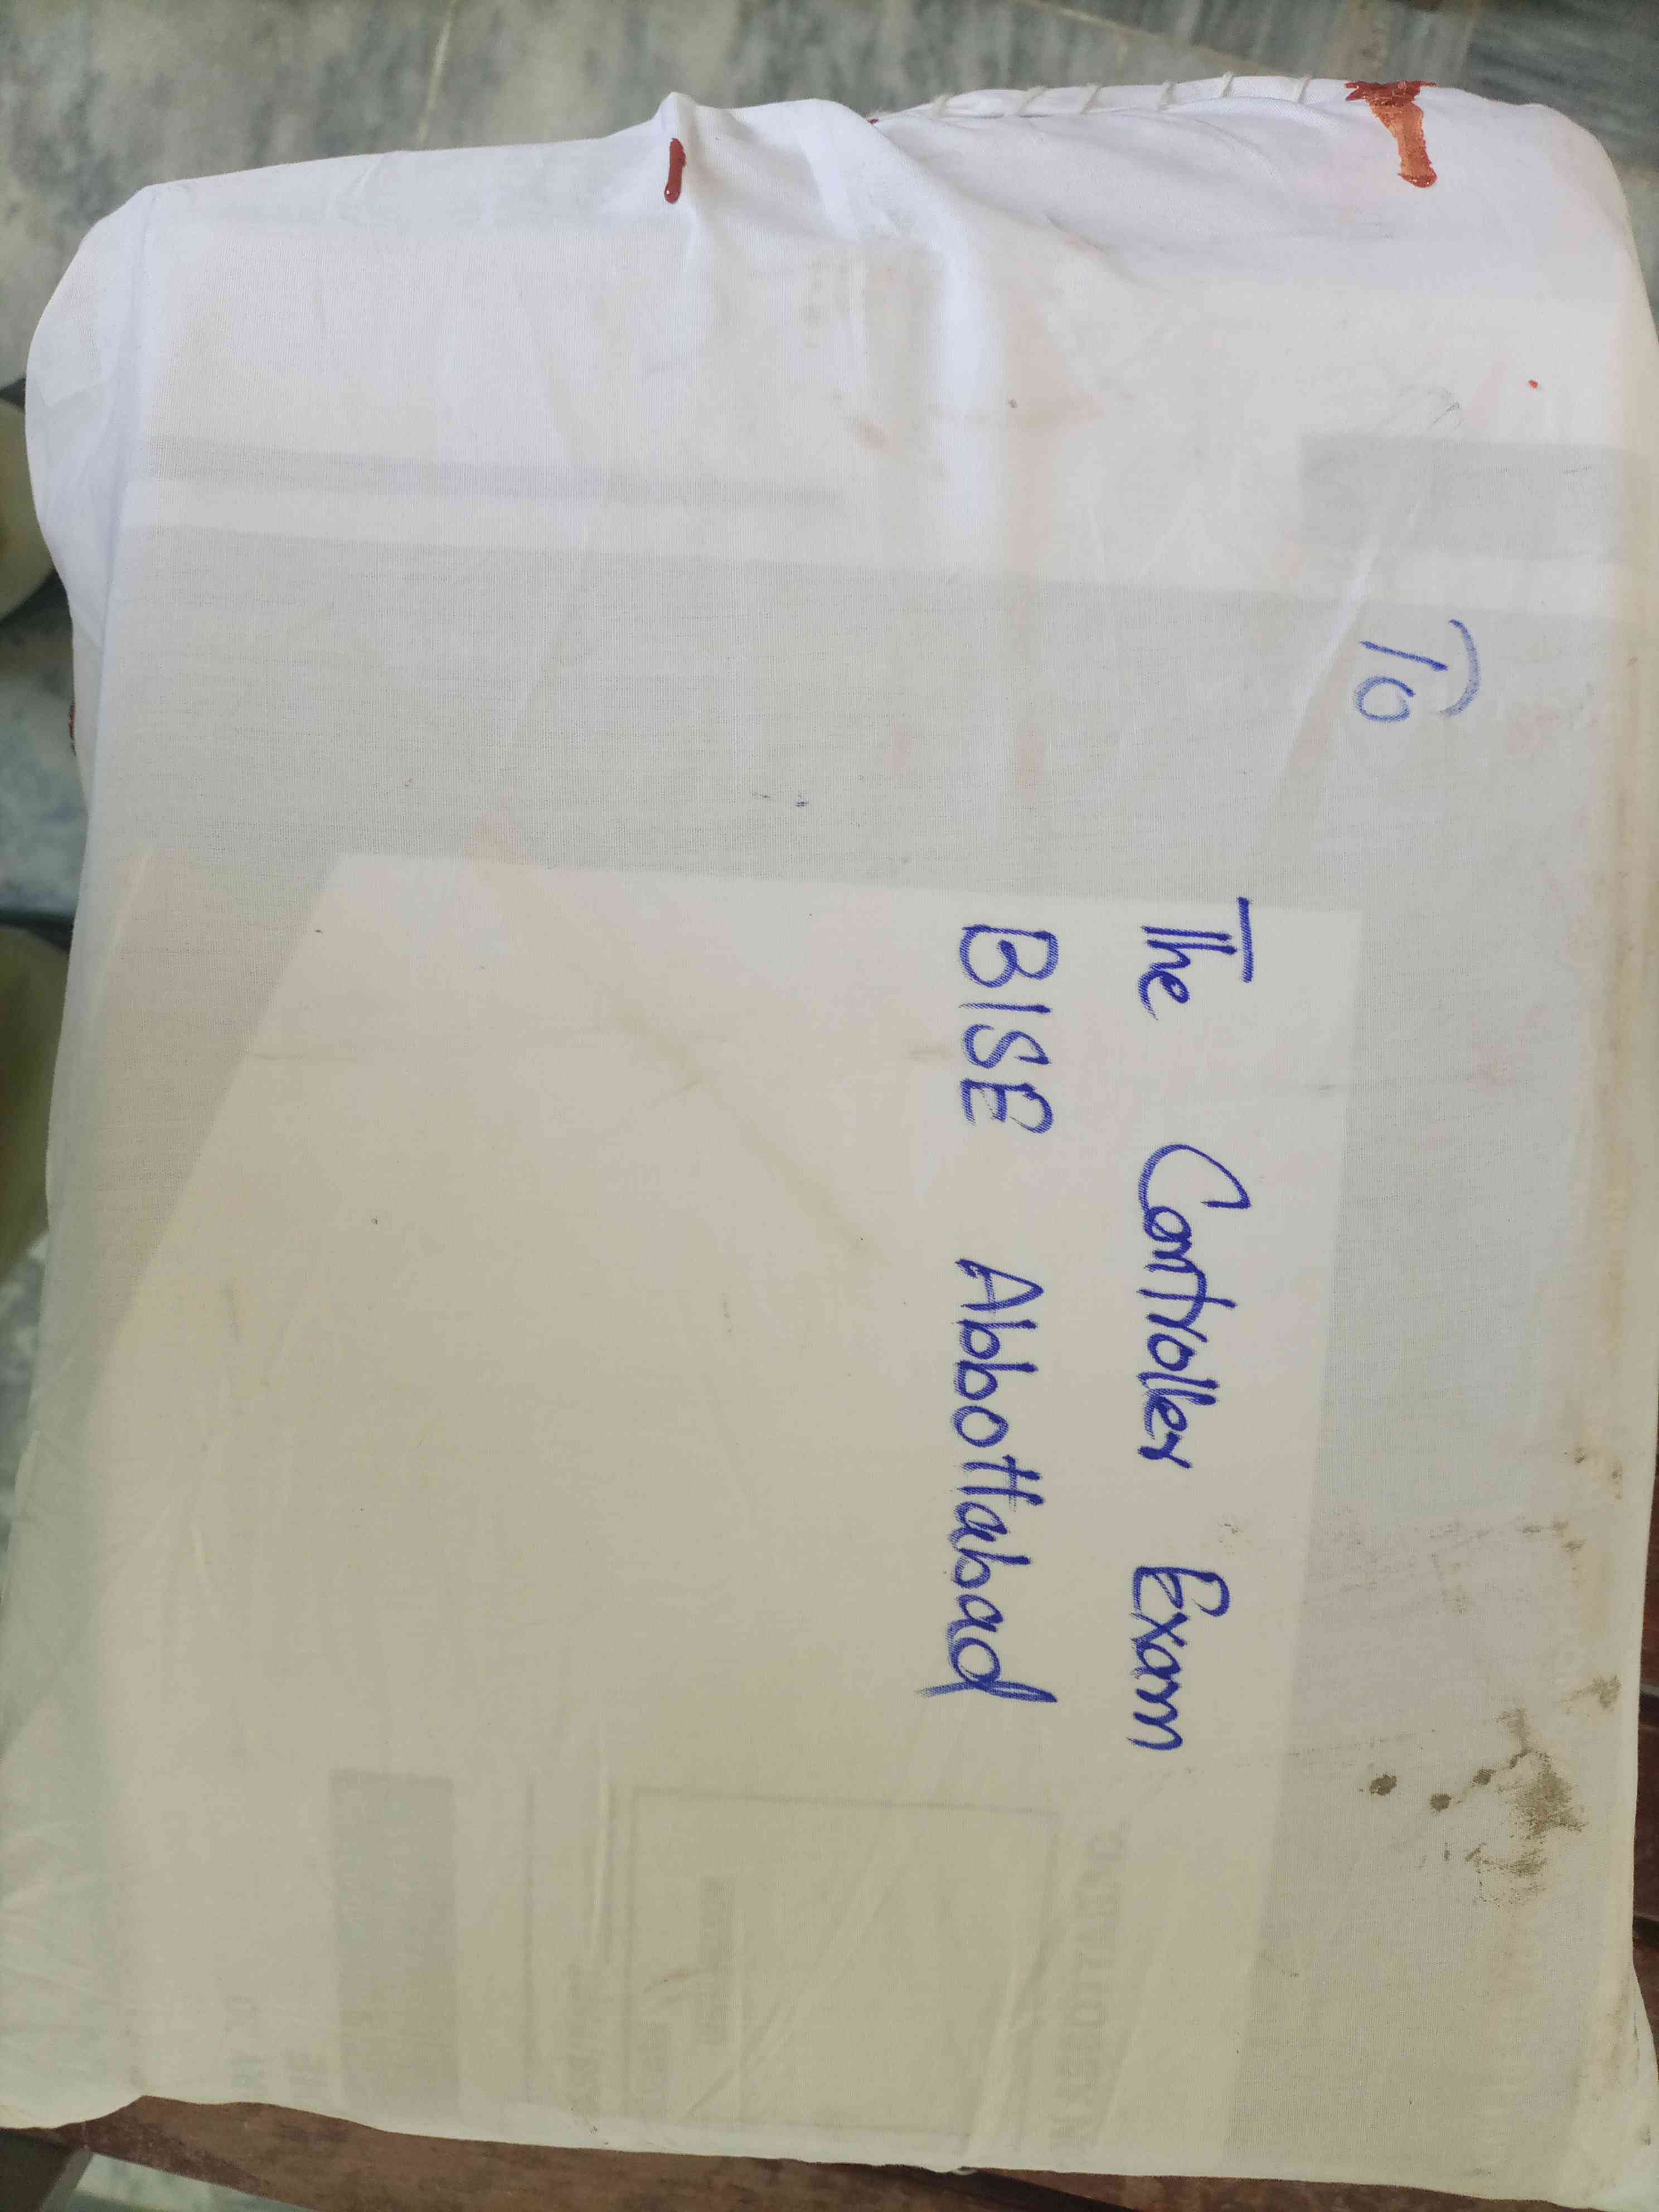 To
The Controller Exam
BISE Abbottabad